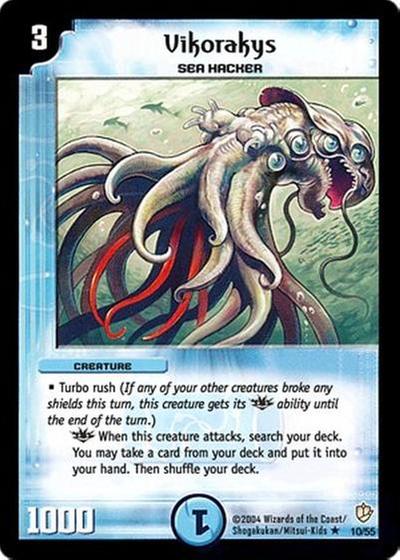 3
Vikorakys
SEA HACKER
CREATURE
▪ Turbo rush (If any of your other creatures broke any
shields this turn, this creature gets its ability until
the end of the turn.)
When this creature attacks, search your deck.
You may take a card from your deck and put it into
your hand. Then shuffle your deck.
1000
1
©2004 Wizards of the Coast/
Shogakukan/Mitsui-Kids ★ 10/55